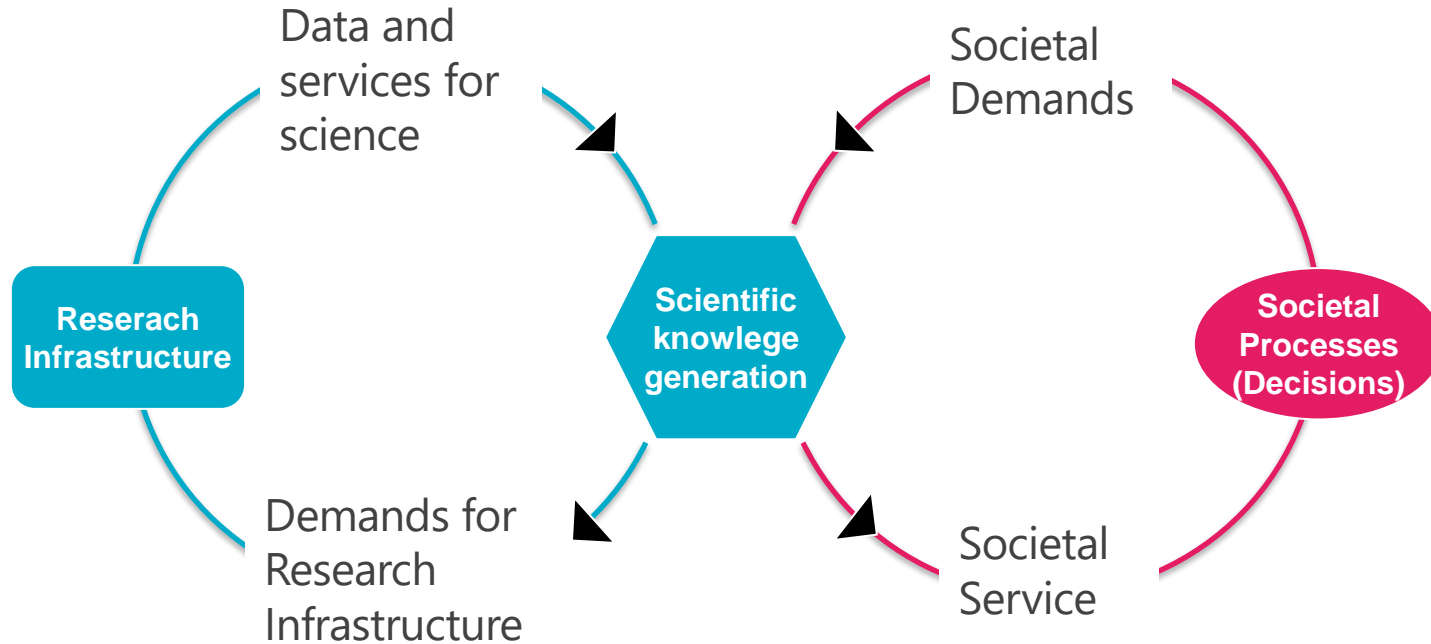 Data and
services for
science
Societal
Demands
Reserach
Infrastructure
Scientific
knowlege
generation
Societal
Processes
(Decisions)
Demands for
Research
Infrastructure
Societal
Service